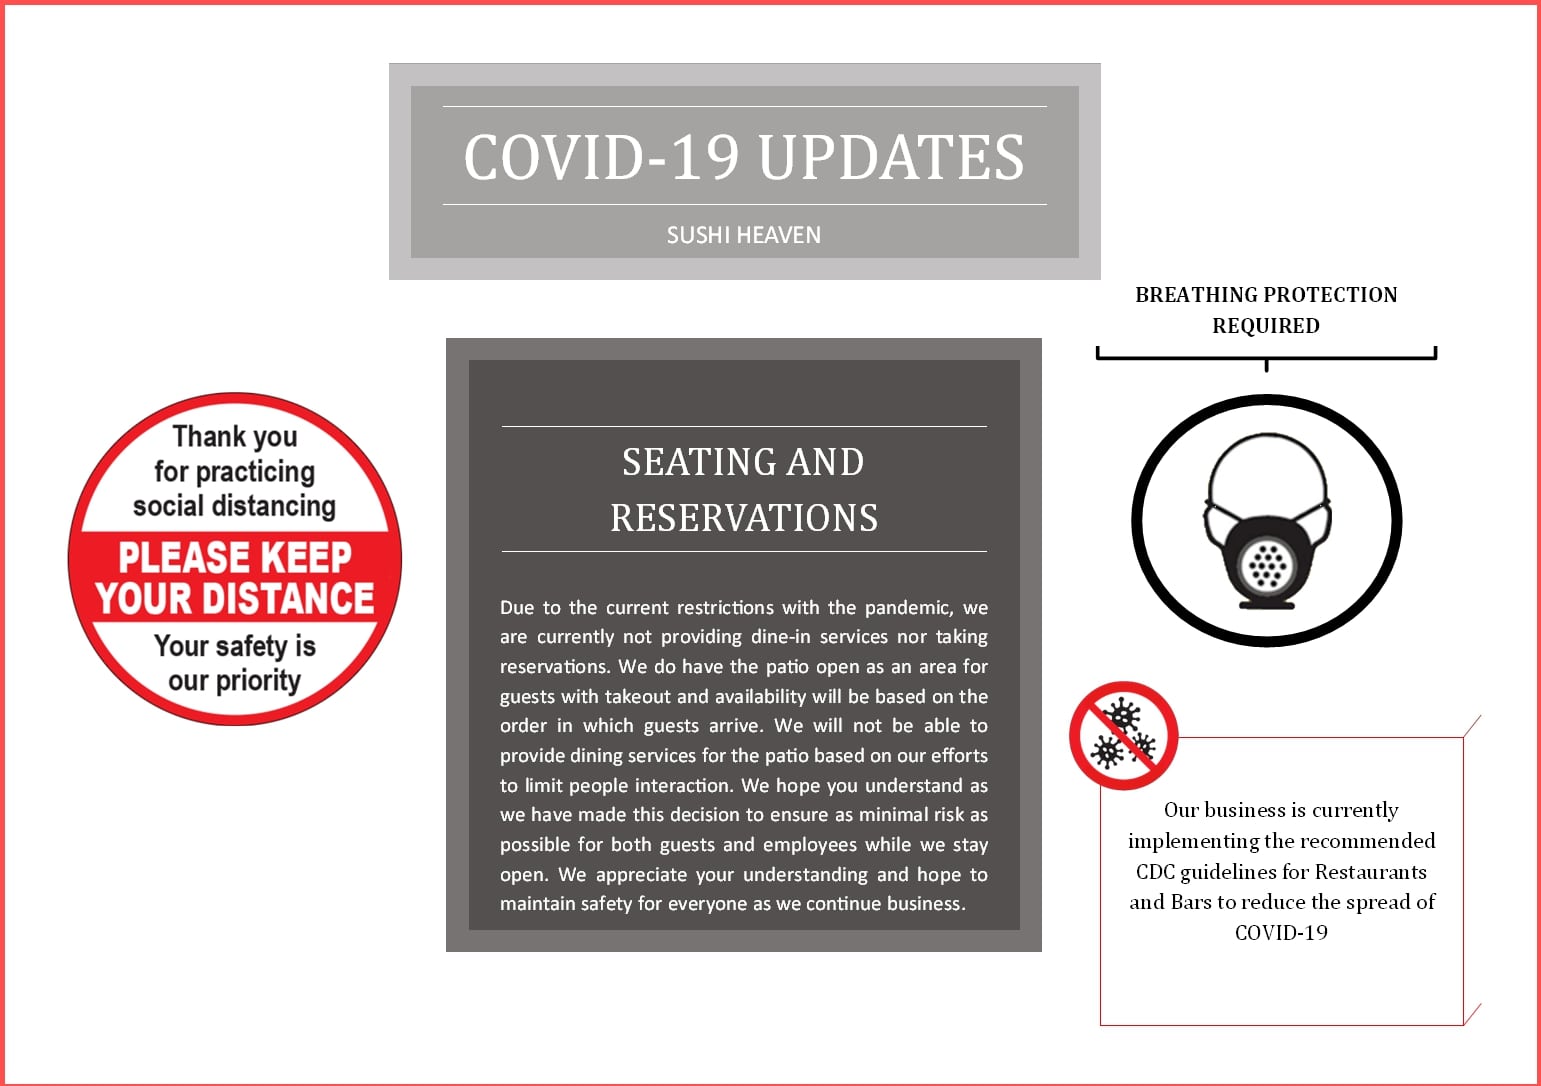 COVID-19 UPDATES
SUSHI HEAVEN
BREATHING PROTECTION
REQUIRED
Thank you
for practicing
social distancing
PLEASE KEEP
YOUR DISTANCE
Your safety is
our priority
SEATING AND
RESERVATIONS
Due to the current restrictions with the pandemic, we
are currently not providing dine-in services nor taking
reservations. We do have the patio open as an area for
guests with takeout and availability will be based on the
order in which guests arrive. We will not be able to
provide dining services for the patio based on our efforts
to limit people interaction. We hope you understand as
we have made this decision to ensure as minimal risk as
possible for both guests and employees while we stay
open. We appreciate your understanding and hope to
maintain safety for everyone as we continue business.
Our business is currently
implementing the recommended
CDC guidelines for Restaurants
and Bars to reduce the spread of
COVID-19